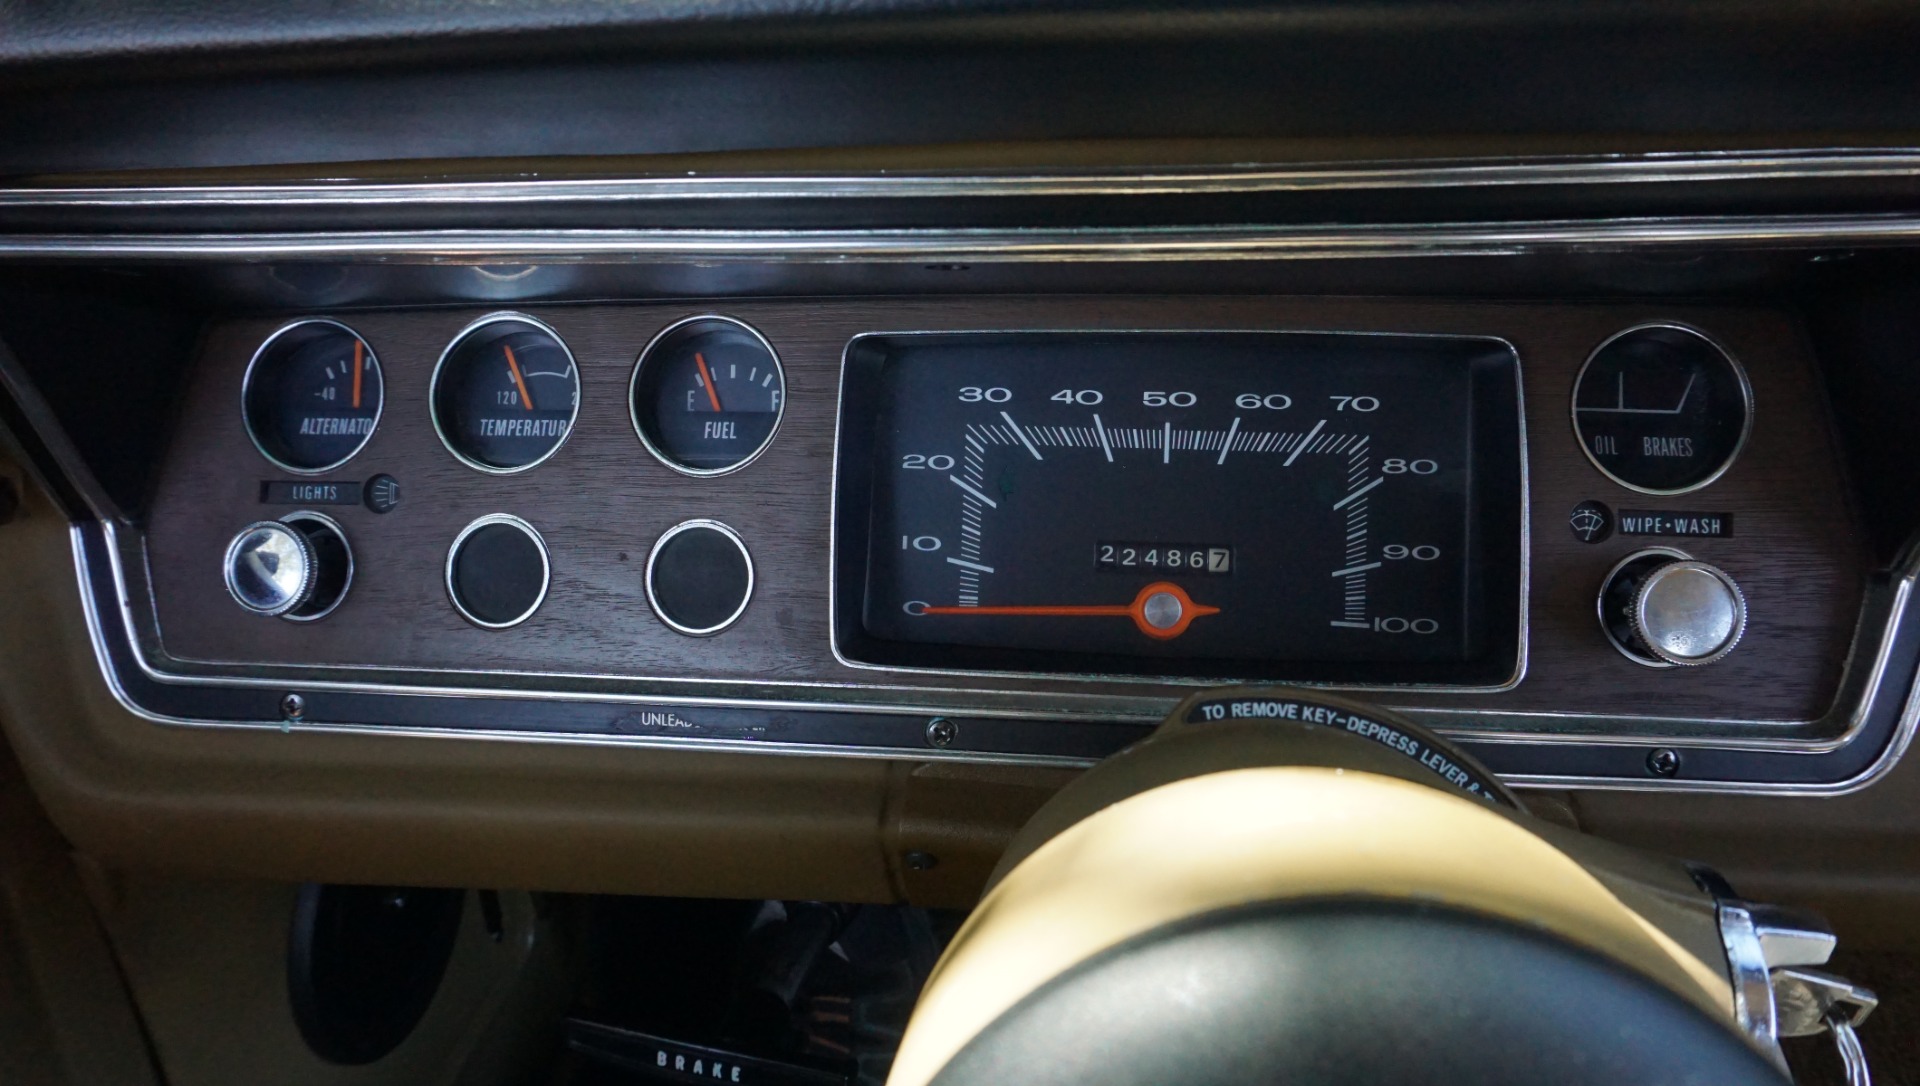 -40
ALTERNATO
120
2
TEMPERATUR
E F
FUEL
LIGHTS
0 10 20 30 40 50 60 70 80 90 100
224867
OIL BRAKES
WIPE•WASH
TO REMOVE KEY-DEPRESS LEVER &
BRAKE